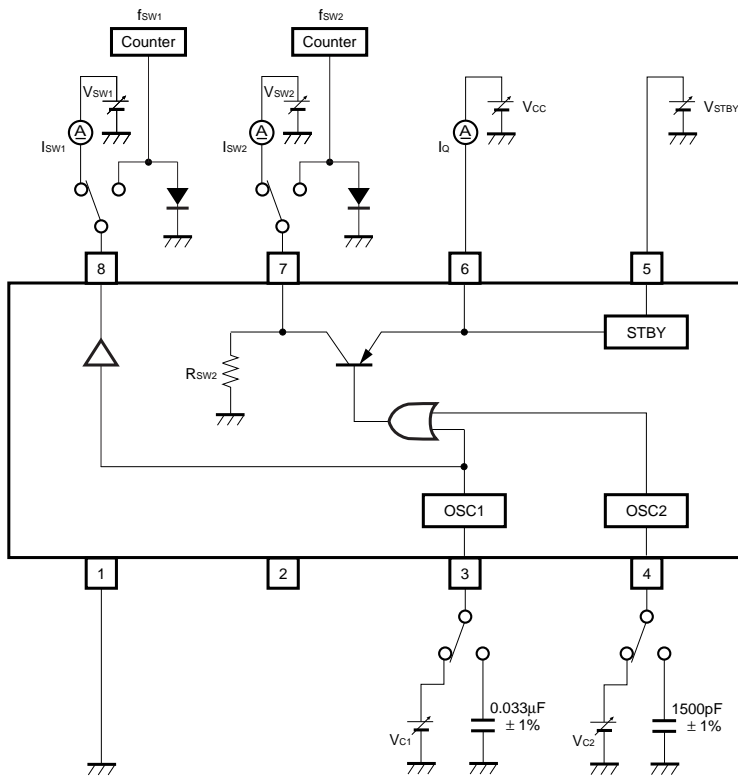 fSW1
fSW2
Counter
Counter
VSW1
VSW2
VCC
VSTBY
A
A
A
ISW1
ISW2
IQ
8
7
6
5
STBY
RSW2
OSC1
OSC2
1
2
3
4
0.033μF
± 1%
1500pF
± 1%
VC1
VC2